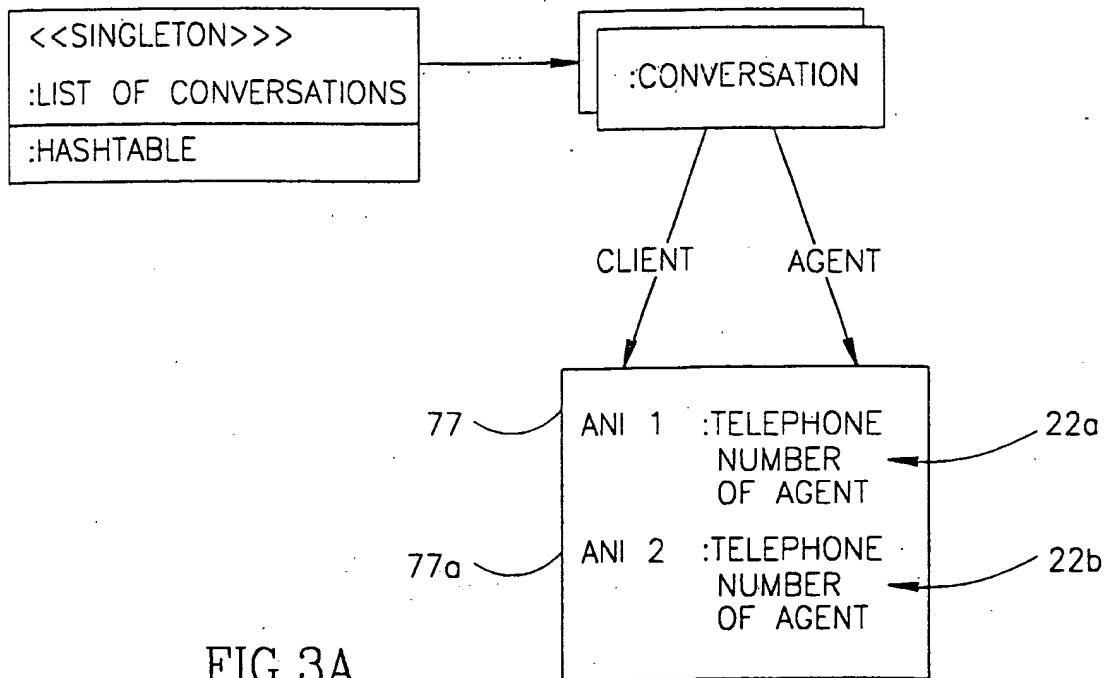 <<SINGLETON>>>
:LIST OF CONVERSATIONS
:HASHTABLE
:CONVERSATION
CLIENT
AGENT
77
ANI 1 :TELEPHONE
NUMBER
OF AGENT
22a
77a
ANI 2 :TELEPHONE
NUMBER
OF AGENT
22b
FIG.3A